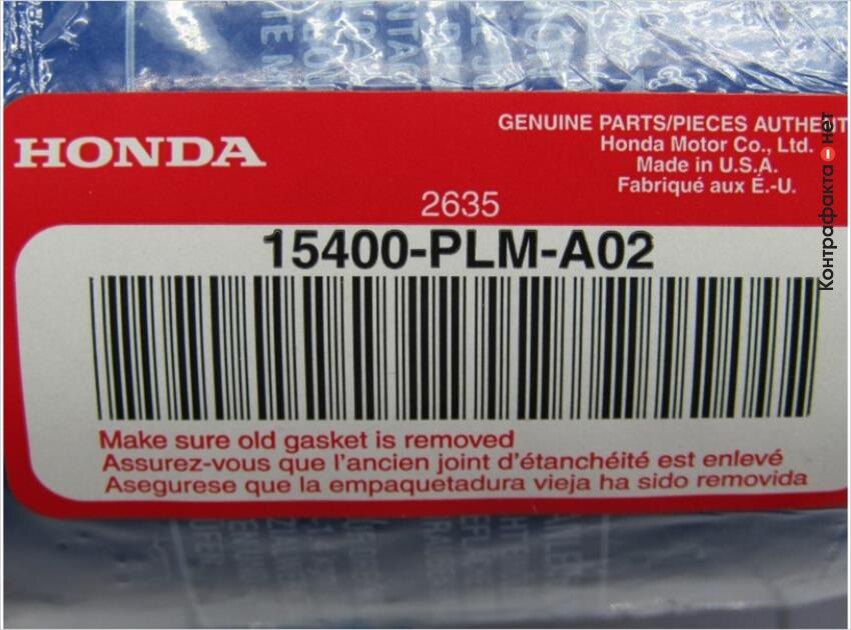 HONDA
GENUINE PARTS/PIECES AUTHENT
Honda Motor Co., Ltd.
Made in U.S.A.
Fabriqué aux É.-U.
2635
15400-PLM-A02
Make sure old gasket is removed
Assurez-vous que l'ancien joint d'étanchéité est enlevé
Asegurese que la empaquetadura vieja ha sido removida
Контрафакта нет